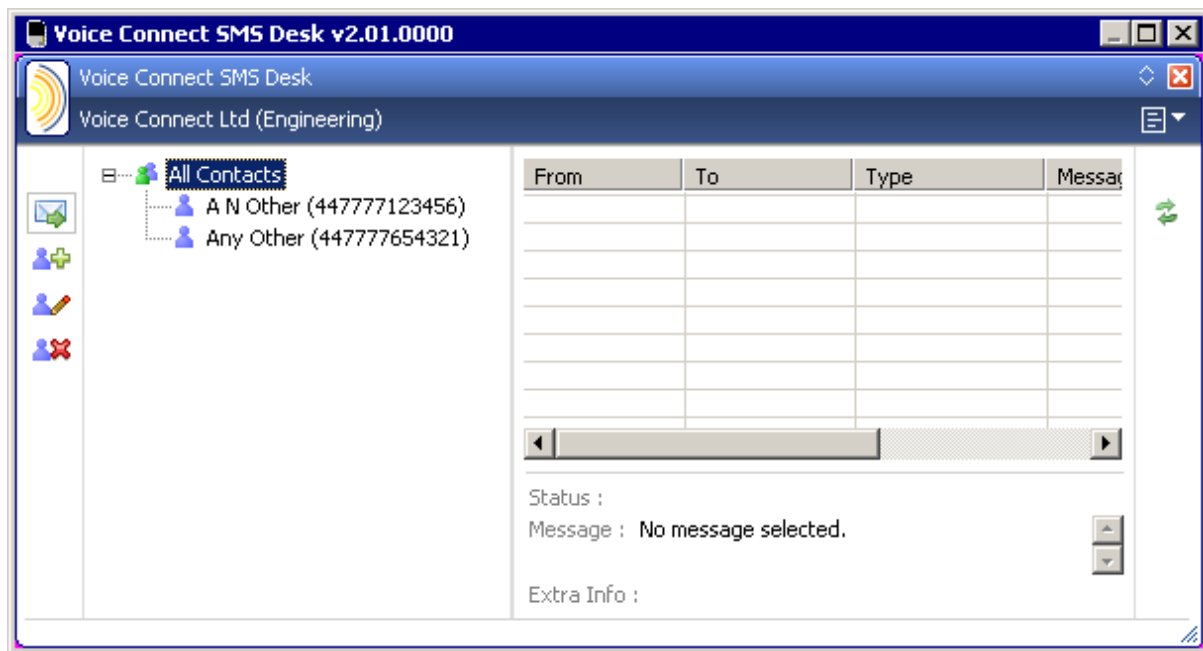 Voice Connect SMS Desk v2.01.0000
Voice Connect SMS Desk
Voice Connect Ltd (Engineering)
All Contacts
A N Other (447777123456)
Any Other (447777654321)
From To Type Messag
Status :
Message : No message selected.
Extra Info :